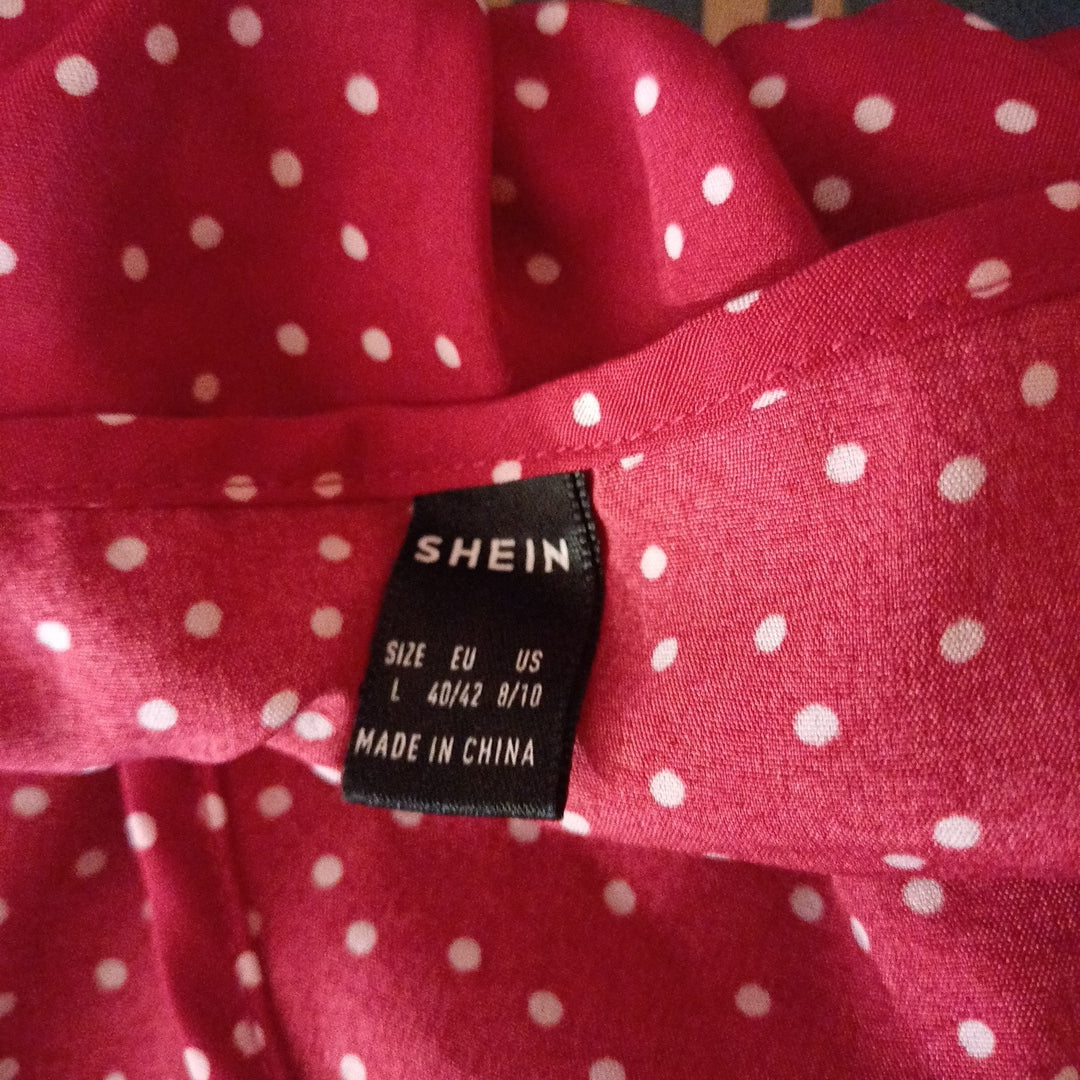 SHEIN
SIZE EU US
L 40/42 8/10
MADE IN CHINA